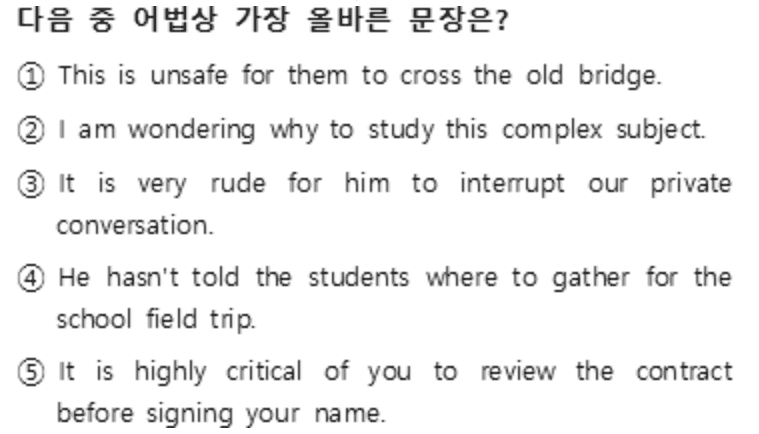 다음 중 어법상 가장 올바른 문장은?
① This is unsafe for them to cross the old bridge.
② I am wondering why to study this complex subject.
③ It is very rude for him to interrupt our private
conversation.
④ He hasn't told the students where to gather for the
school field trip.
⑤ It is highly critical of you to review the contract
before signing your name.